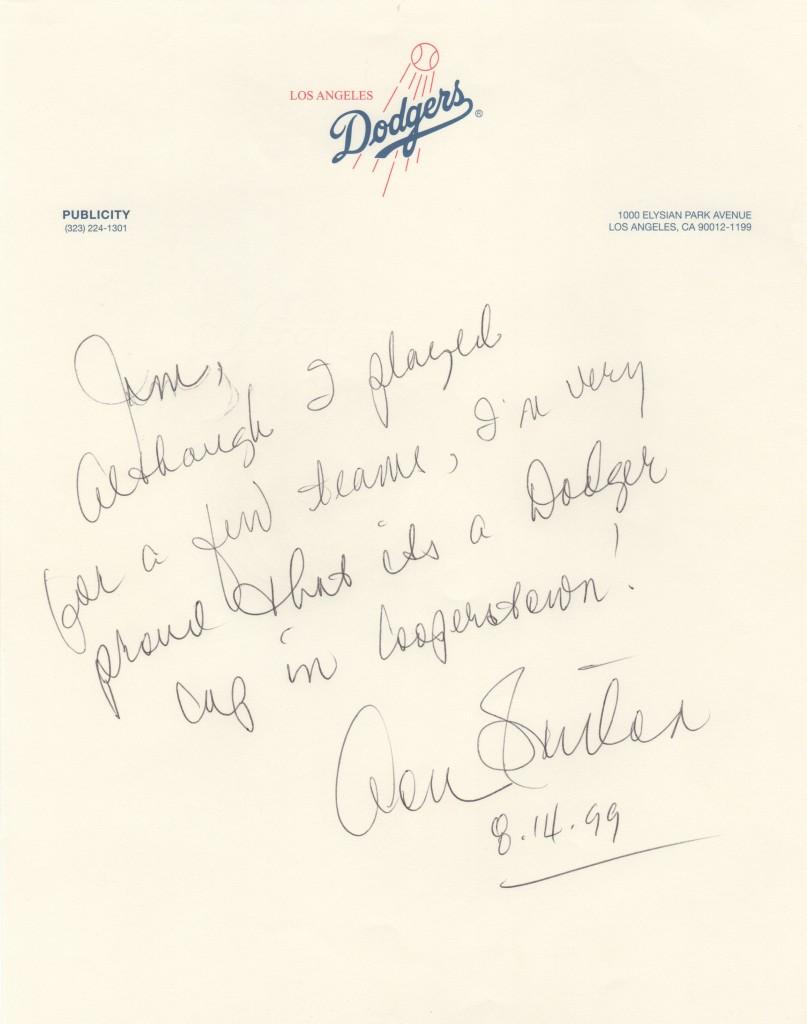 LOS ANGELES
Dodgers®
PUBLICITY
(323) 224-1301
1000 ELYSIAN PARK AVENUE
LOS ANGELES, CA 90012-1199
Jim,
Although I played
for a few teams, I'm very
proud that its a Dodger
cap in Cooperstown!
Don Sutton
8.14.99